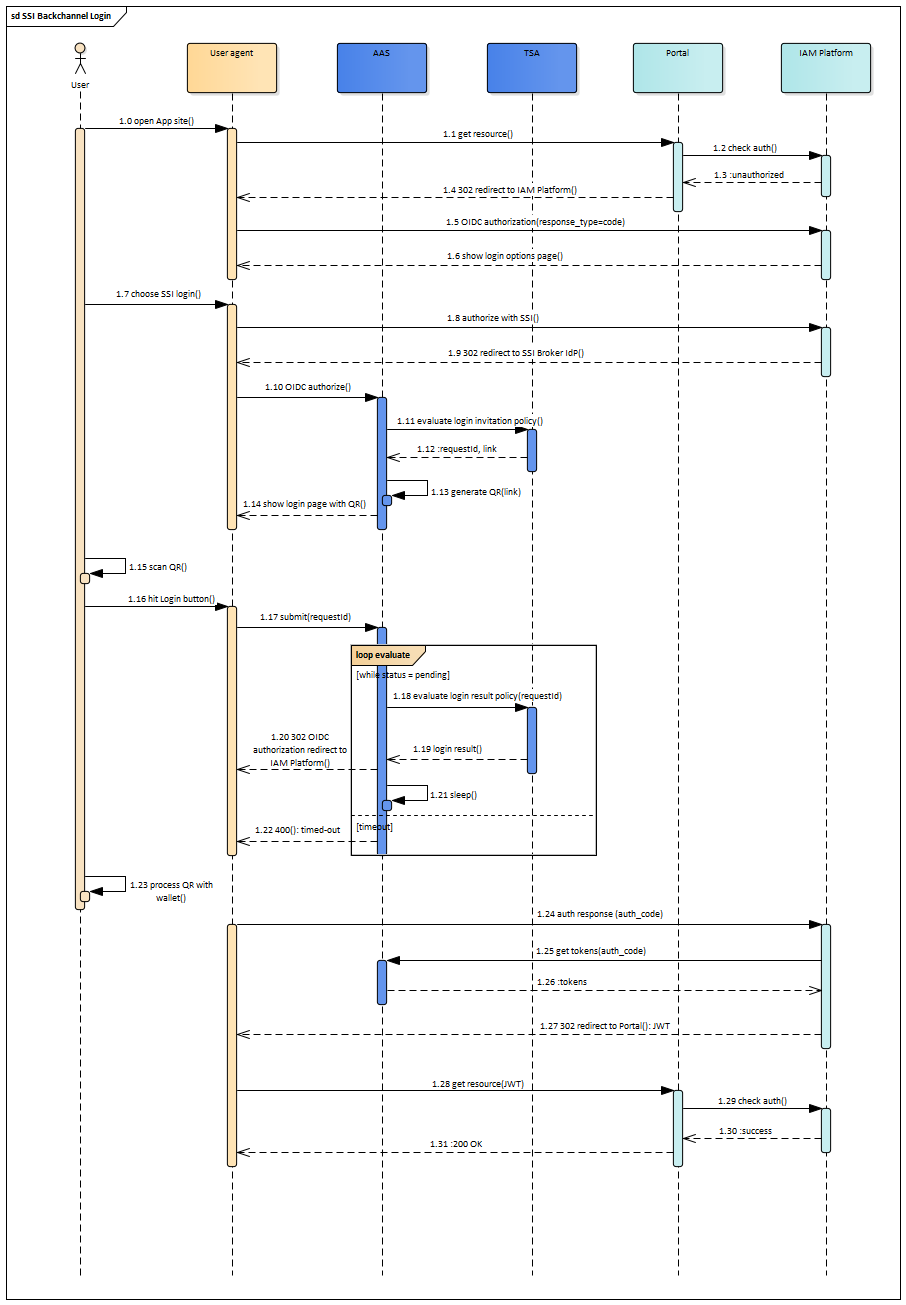 sd SSI Backchannel Login
User
User agent
AAS
TSA
Portal
IAM Platform
1.0 open App site()
1.1 get resource()
1.2 check auth()
1.3 :unauthorized
1.4 302 redirect to IAM Platform()
1.5 OIDC authorization(response_type=code)
1.6 show login options page()
1.7 choose SSI login()
1.8 authorize with SSI()
1.9 302 redirect to SSI Broker IdP()
1.10 OIDC authorize()
1.11 evaluate login invitation policy()
1.12 :requestId, link
1.13 generate QR(link)
1.14 show login page with QR()
1.15 scan QR()
1.16 hit Login button()
1.17 submit(requestId)
loop evaluate
[while status = pending]
1.18 evaluate login result policy(requestId)
1.19 login result()
1.20 302 OIDC
authorization redirect to
IAM Platform()
1.21 sleep()
[timeout]
1.22 400(): timed-out
1.23 process QR with
wallet()
1.24 auth response (auth_code)
1.25 get tokens(auth_code)
1.26 :tokens
1.27 302 redirect to Portal(): JWT
1.28 get resource(JWT)
1.29 check auth()
1.30 :success
1.31 :200 OK